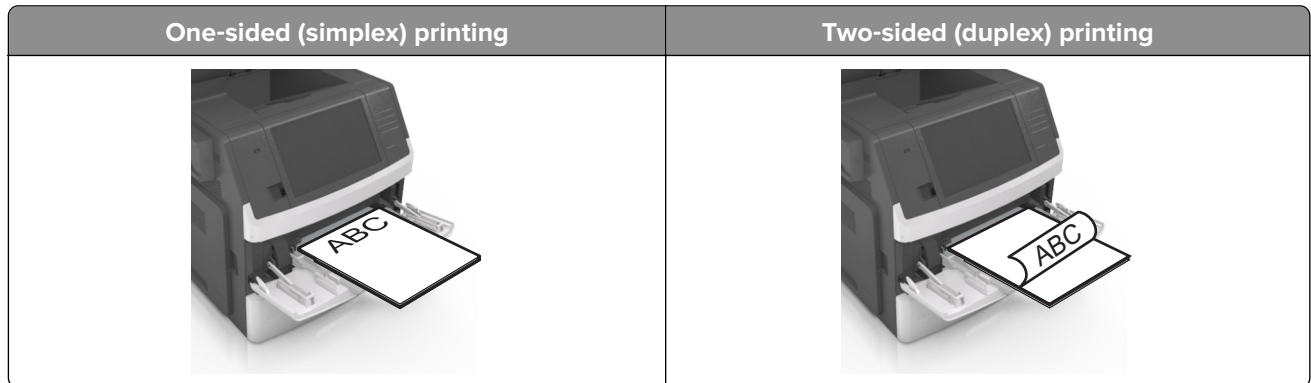 One-sided (simplex) printing
Two-sided (duplex) printing
ABC
ABC